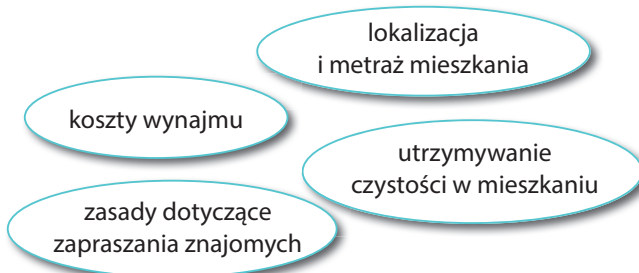 lokalizacja
i metraż mieszkania
koszty wynajmu
utrzymywanie
czystości w mieszkaniu
zasady dotyczące
zapraszania znajomych